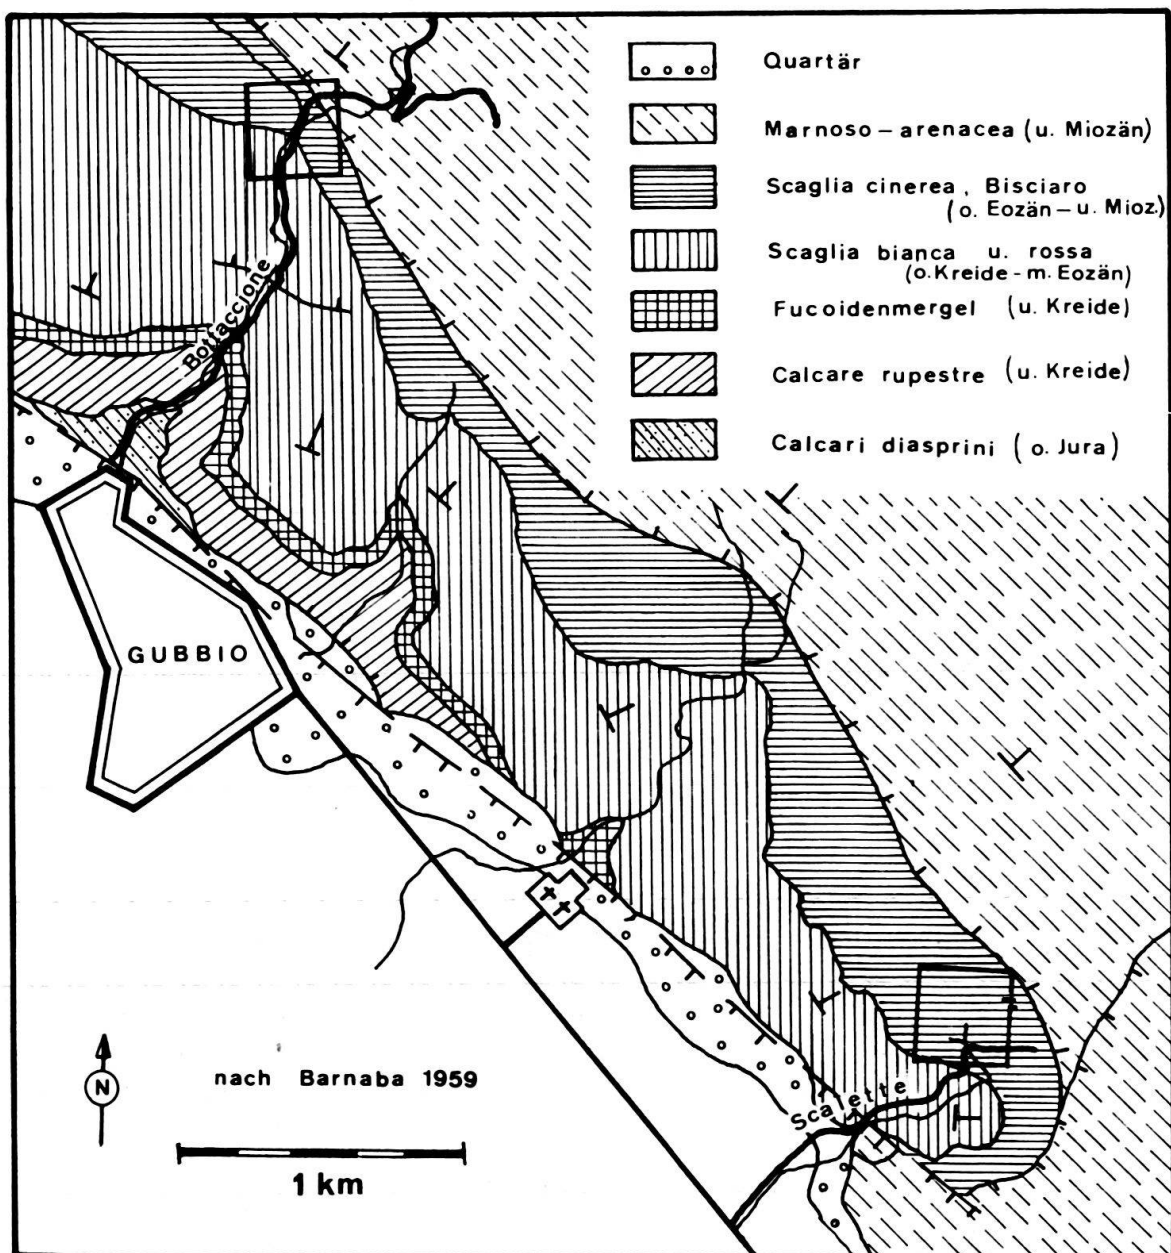 Quartär
Marnoso-arenacea (u. Miozän)
Scaglia cinerea, Bisciaro
(o. Eozän-u. Mioz.)
Scaglia bianca u. rossa
(o.Kreide-m. Eozän)
Fucoidenmergel (u. Kreide)
Calcare rupestre (u. Kreide)
Calcari diasprini (o. Jura)
Bottaccione
GUBBIO
N
nach Barnaba 1959
1 km
Scalette